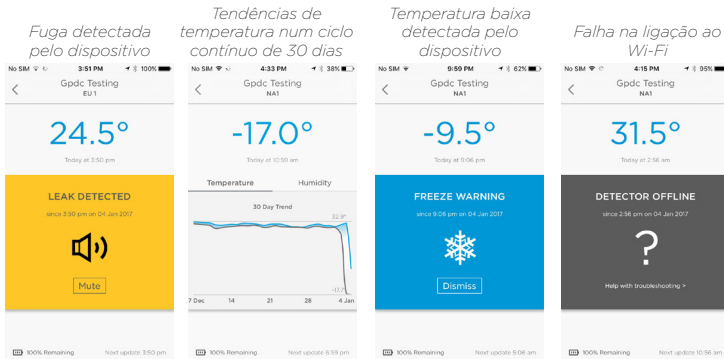 Fuga detectada
pelo dispositivo
No SIM 3:51 PM 100%
Gpdc Testing
EU 1
24.5°
Today at 3:50 pm
LEAK DETECTED
since 3:50 pm on 04 Jan 2017
Mute
100% Remaining Next update 3:50 pm
Tendências de
temperatura num ciclo
contínuo de 30 dias
No SIM 4:33 PM 38%
Gpdc Testing
NA1
-17.0°
Today at 10:59 am
Temperature Humidity
30 Day Trend
32.9°
-17.7°
7 Dec 14 21 28 4 Jan
100% Remaining Next update 6:59 pm
Temperatura baixa
detectada pelo
dispositivo
No SIM 9:59 PM 62%
Gpdc Testing
NA1
-9.5°
Today at 9:06 pm
FREEZE WARNING
since 9:06 pm on 04 Jan 2017
Dismiss
100% Remaining Next update 5:06 am
Falha na ligação ao
Wi-Fi
No SIM 4:15 PM 95%
Gpdc Testing
NA1
31.5°
Today at 2:56 am
DETECTOR OFFLINE
since 2:56 pm on 04 Jan 2017
?
Help with troubleshooting >
100% Remaining Next update 10:56 am